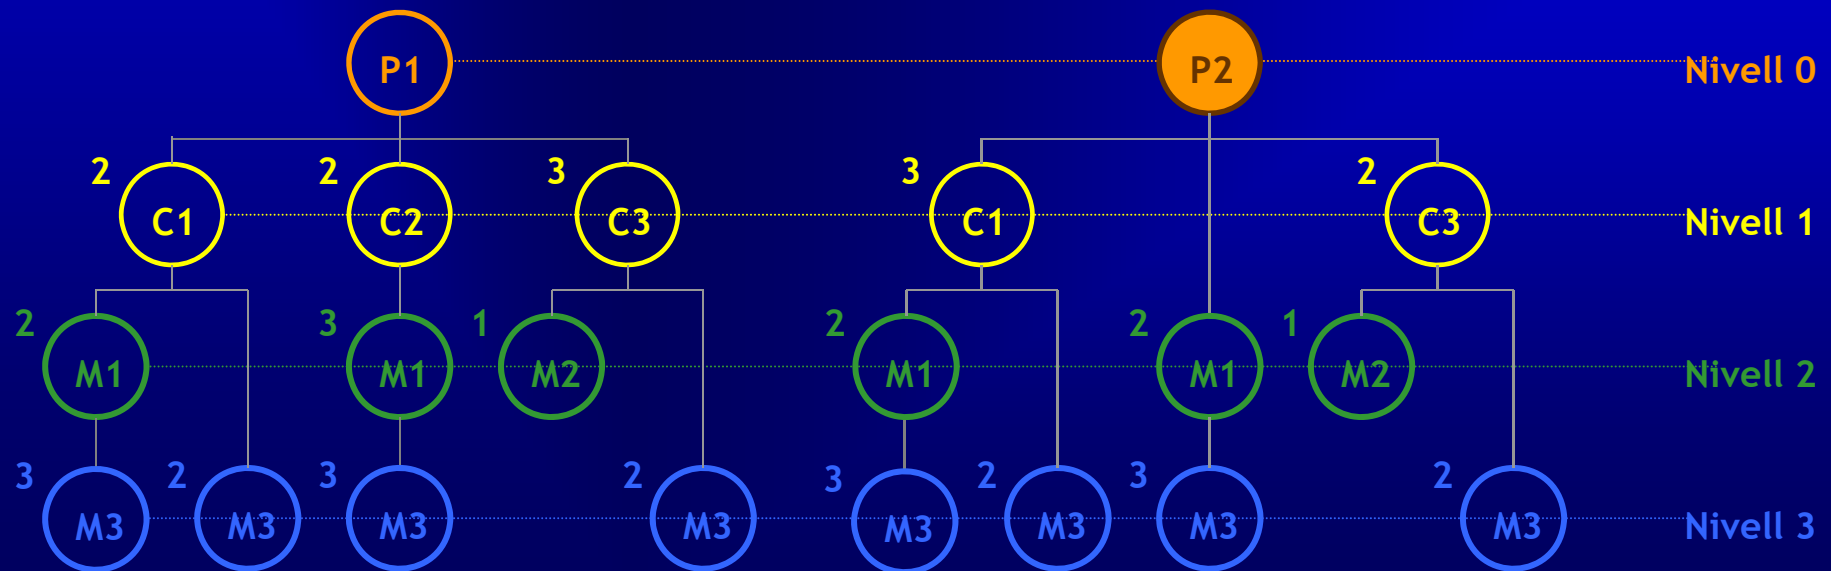 P1 P2 Nivell 0
2 2 3 3 2
C1 C2 C3 C1 C3 Nivell 1
2 3 1 2 2 1
M1 M1 M2 M1 M1 M2 Nivell 2
3 2 3 2 3 2 3 2
M3 M3 M3 M3 M3 M3 M3 M3 Nivell 3